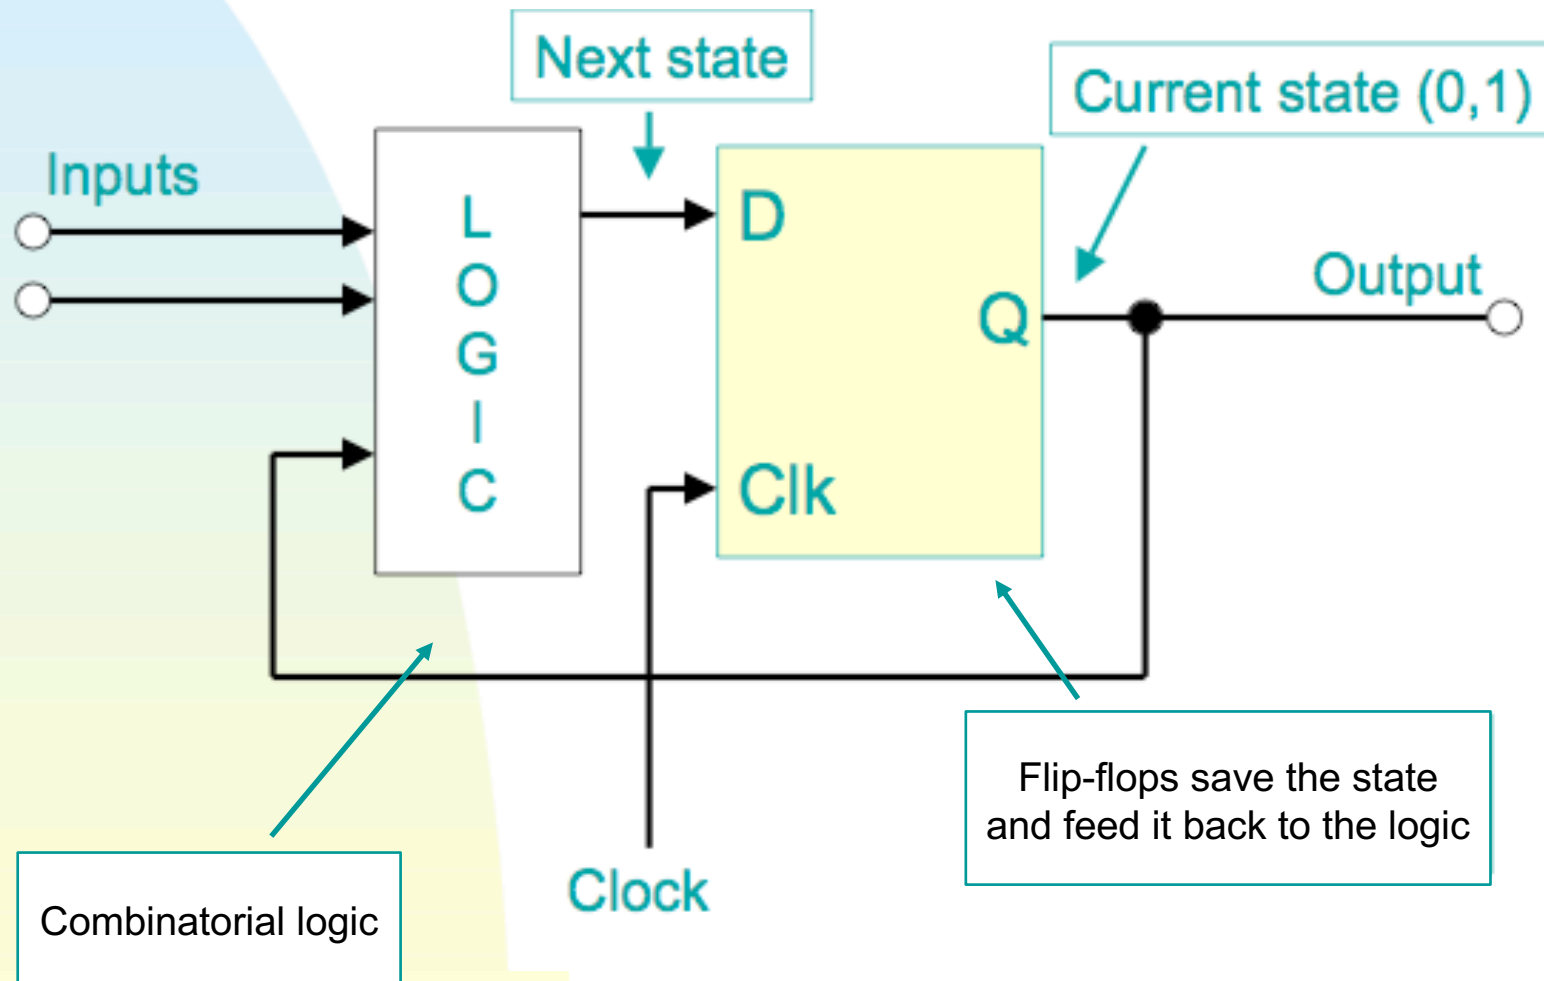 Next state
Current state (0,1)
Inputs
L
O
G
I
C
D
Output
Q
Clk
Flip-flops save the state
and feed it back to the logic
Clock
Combinatorial logic